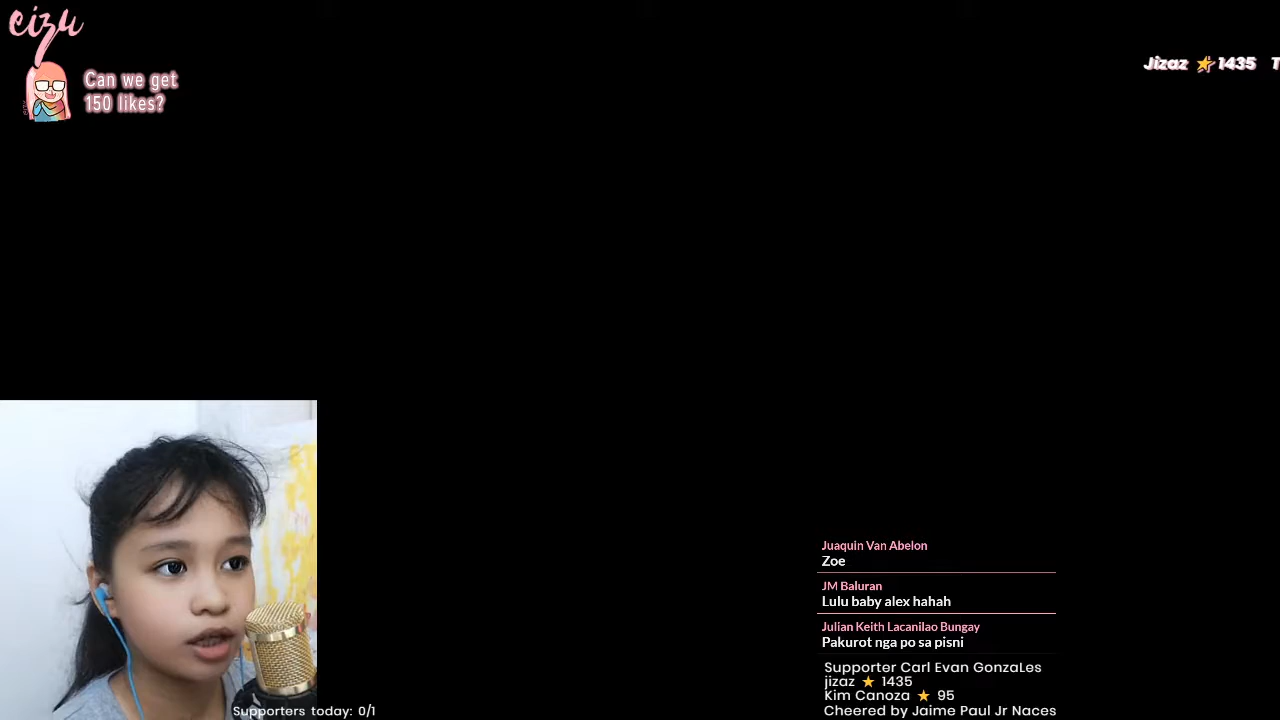 eizu
Can we get
150 likes?
Jizaz ⭐ 1435 T
Juaquin Van Abelon
Zoe
JM Baluran
Lulu baby alex hahah
Julian Keith Lacanilao Bungay
Pakurot nga po sa pisni
Supporter Carl Evan GonzaLes
jizaz ⭐ 1435
Kim Canoza ⭐ 95
Cheered by Jaime Paul Jr Naces
Supporters today: 0/1